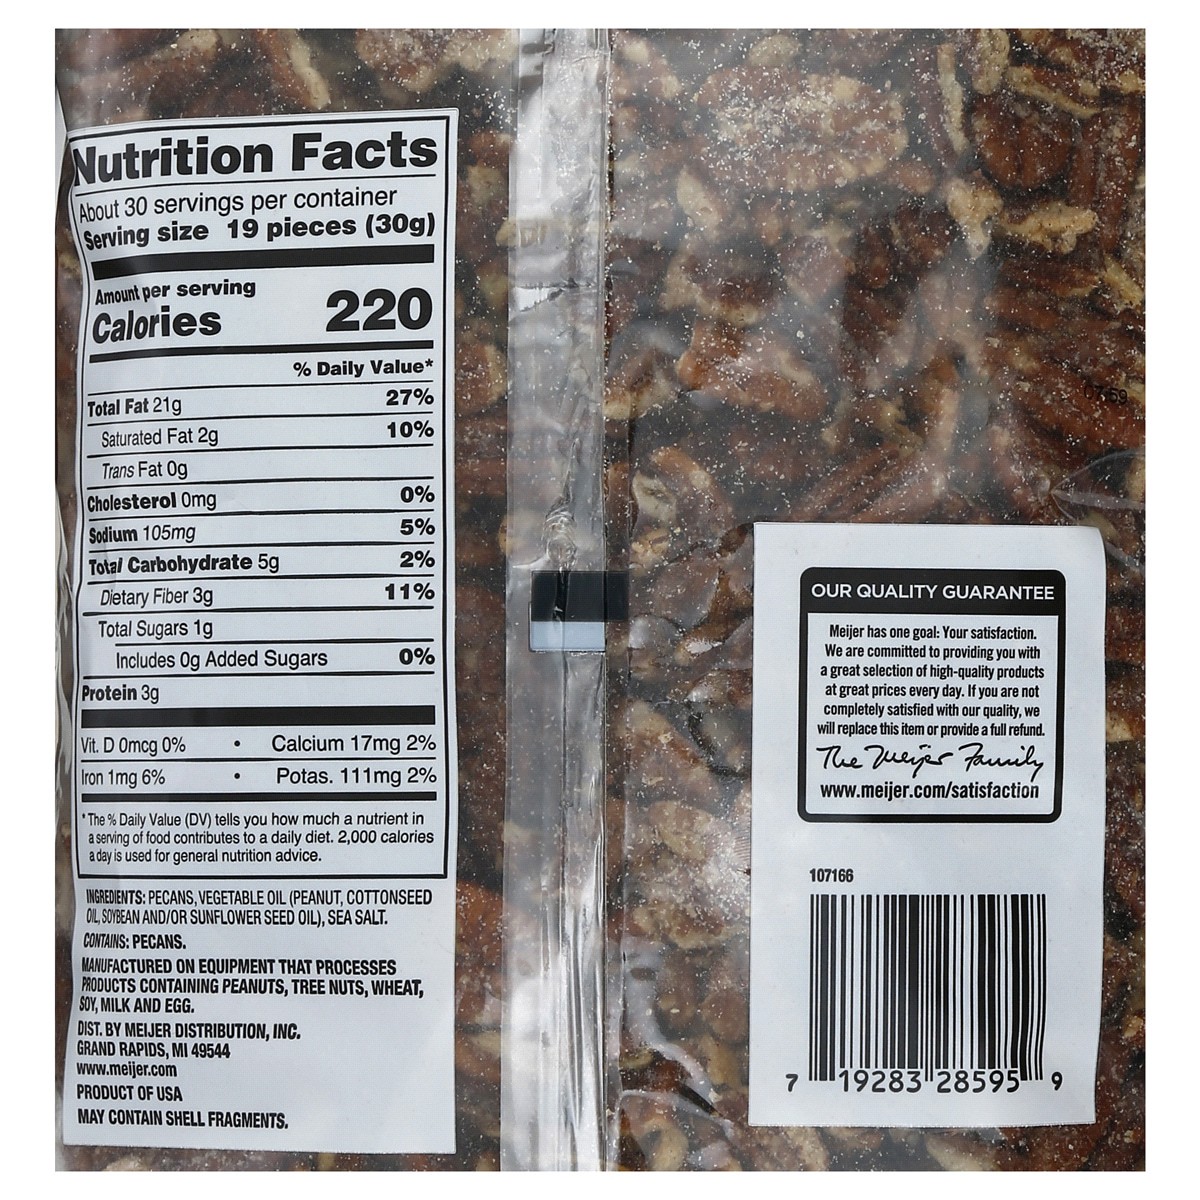 Nutrition Facts
About 30 servings per container
Serving size 19 pieces (30g)
Amount per serving
Calories 220
% Daily Value*
Total Fat 21g 27%
Saturated Fat 2g 10%
Trans Fat 0g
Cholesterol 0mg 0%
Sodium 105mg 5%
Total Carbohydrate 5g 2%
Dietary Fiber 3g 11%
Total Sugars 1g
Includes 0g Added Sugars 0%
Protein 3g
Vit. D 0mcg 0% • Calcium 17mg 2%
Iron 1mg 6% • Potas. 111mg 2%
* The % Daily Value (DV) tells you how much a nutrient in
a serving of food contributes to a daily diet. 2,000 calories
a day is used for general nutrition advice.
INGREDIENTS: PECANS, VEGETABLE OIL (PEANUT, COTTONSEED
OIL, SOYBEAN AND/OR SUNFLOWER SEED OIL), SEA SALT.
CONTAINS: PECANS.
MANUFACTURED ON EQUIPMENT THAT PROCESSES
PRODUCTS CONTAINING PEANUTS, TREE NUTS, WHEAT,
SOY, MILK AND EGG.
DIST. BY MEIJER DISTRIBUTION, INC.
GRAND RAPIDS, MI 49544
www.meijer.com
PRODUCT OF USA
MAY CONTAIN SHELL FRAGMENTS.
OUR QUALITY GUARANTEE
Meijer has one goal: Your satisfaction.
We are committed to providing you with
a great selection of high-quality products
at great prices every day. If you are not
completely satisfied with our quality, we
will replace this item or provide a full refund.
The Meijer Family
www.meijer.com/satisfaction
107166
7 19283 28595 9